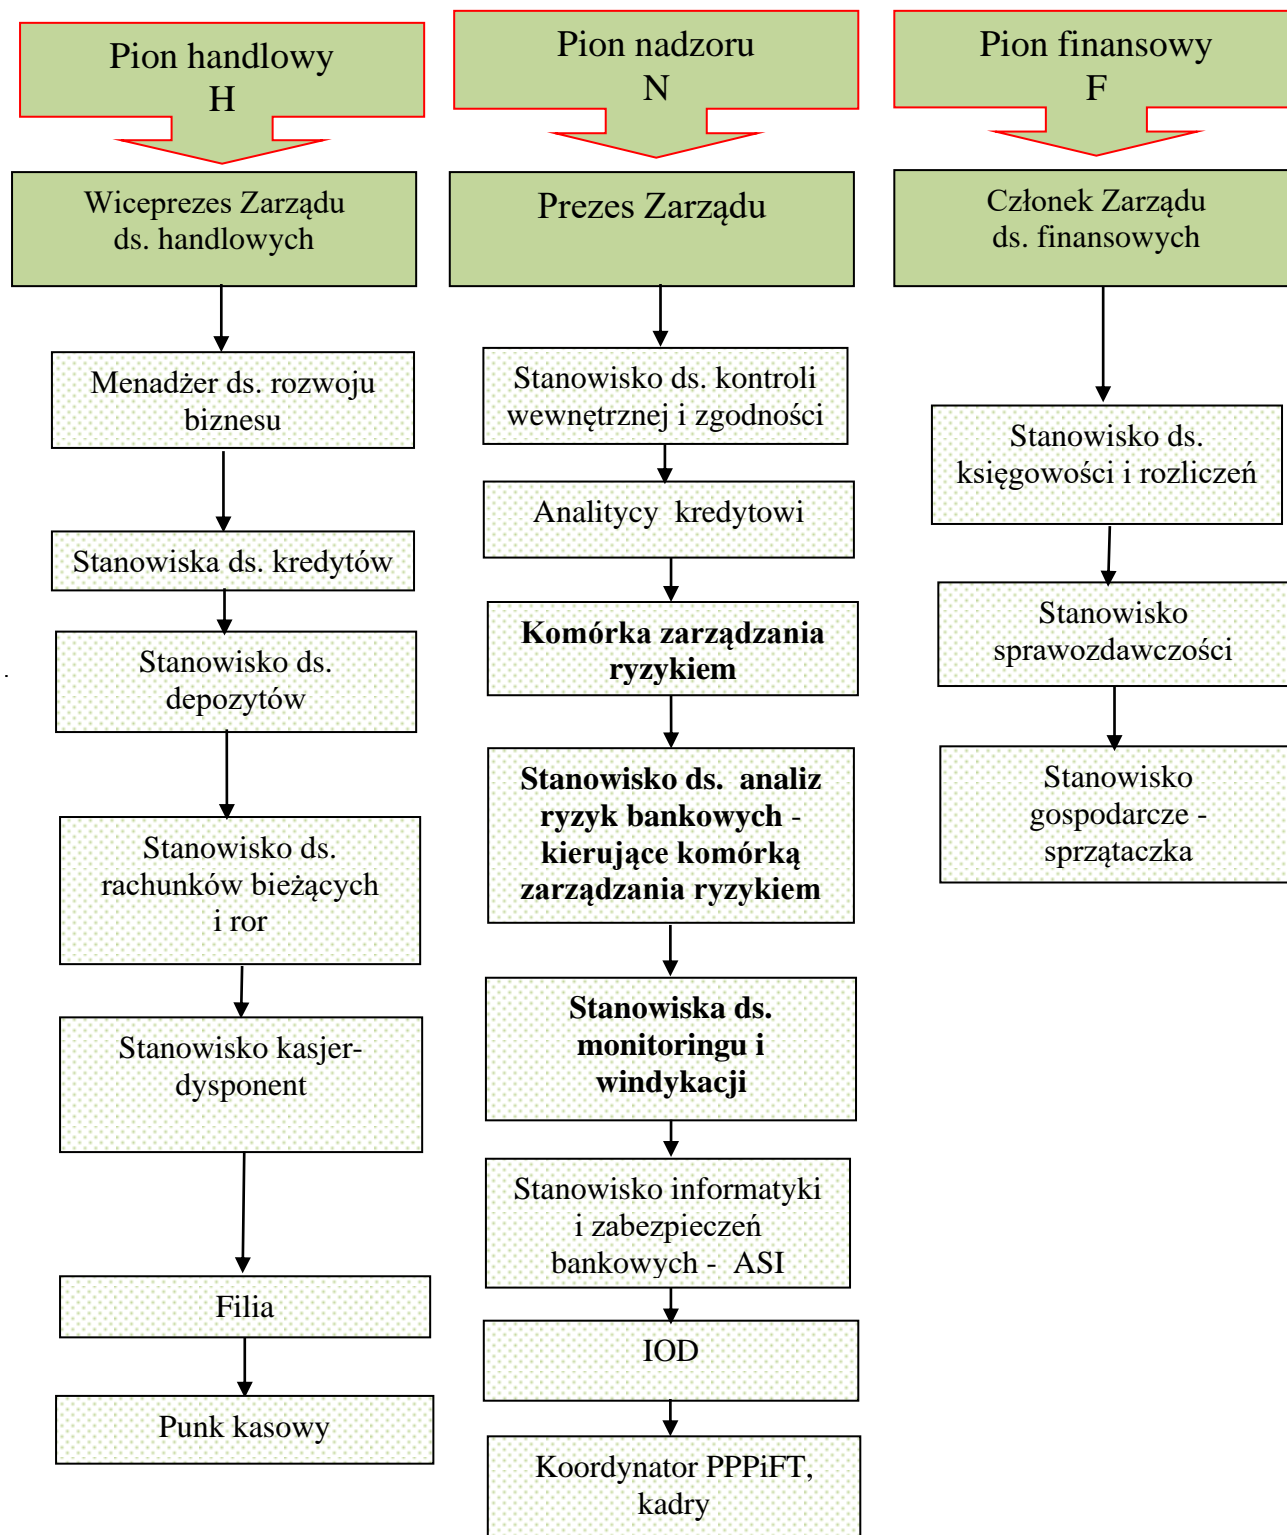 Pion handlowy
H
Wiceprezes Zarządu
ds. handlowych
Menadżer ds. rozwoju
biznesu
Stanowiska ds. kredytów
Stanowisko ds.
depozytów
Stanowisko ds.
rachunków bieżących
i ror
Stanowisko kasjer-
dysponent
Filia
Punk kasowy
Pion nadzoru
N
Prezes Zarządu
Stanowisko ds. kontroli
wewnętrznej i zgodności
Analitycy kredytowi
Komórka zarządzania
ryzykiem
Stanowisko ds. analiz
ryzyk bankowych -
kierujące komórką
zarządzania ryzykiem
Stanowiska ds.
monitoringu i
windykacji
Stanowisko informatyki
i zabezpieczeń
bankowych - ASI
IOD
Koordynator PPPiFT,
kadry
Pion finansowy
F
Członek Zarządu
ds. finansowych
Stanowisko ds.
księgowości i rozliczeń
Stanowisko
sprawozdawczości
Stanowisko
gospodarcze -
sprzątaczka